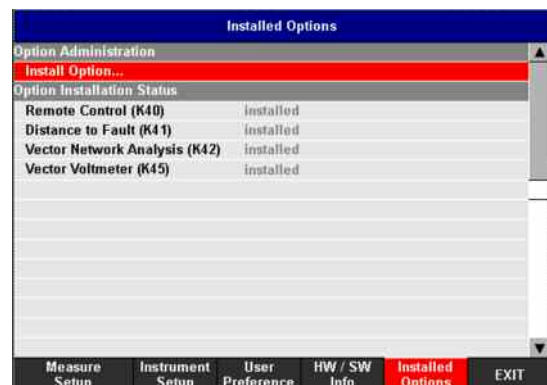 Installed Options
Option Administration
Install Option...
Option Installation Status
Remote Control (K40) installed
Distance to Fault (K41) installed
Vector Network Analysis (K42) installed
Vector Voltmeter (K45) installed
Measure Setup
Instrument Setup
User Preference
HW / SW Info
Installed Options
EXIT